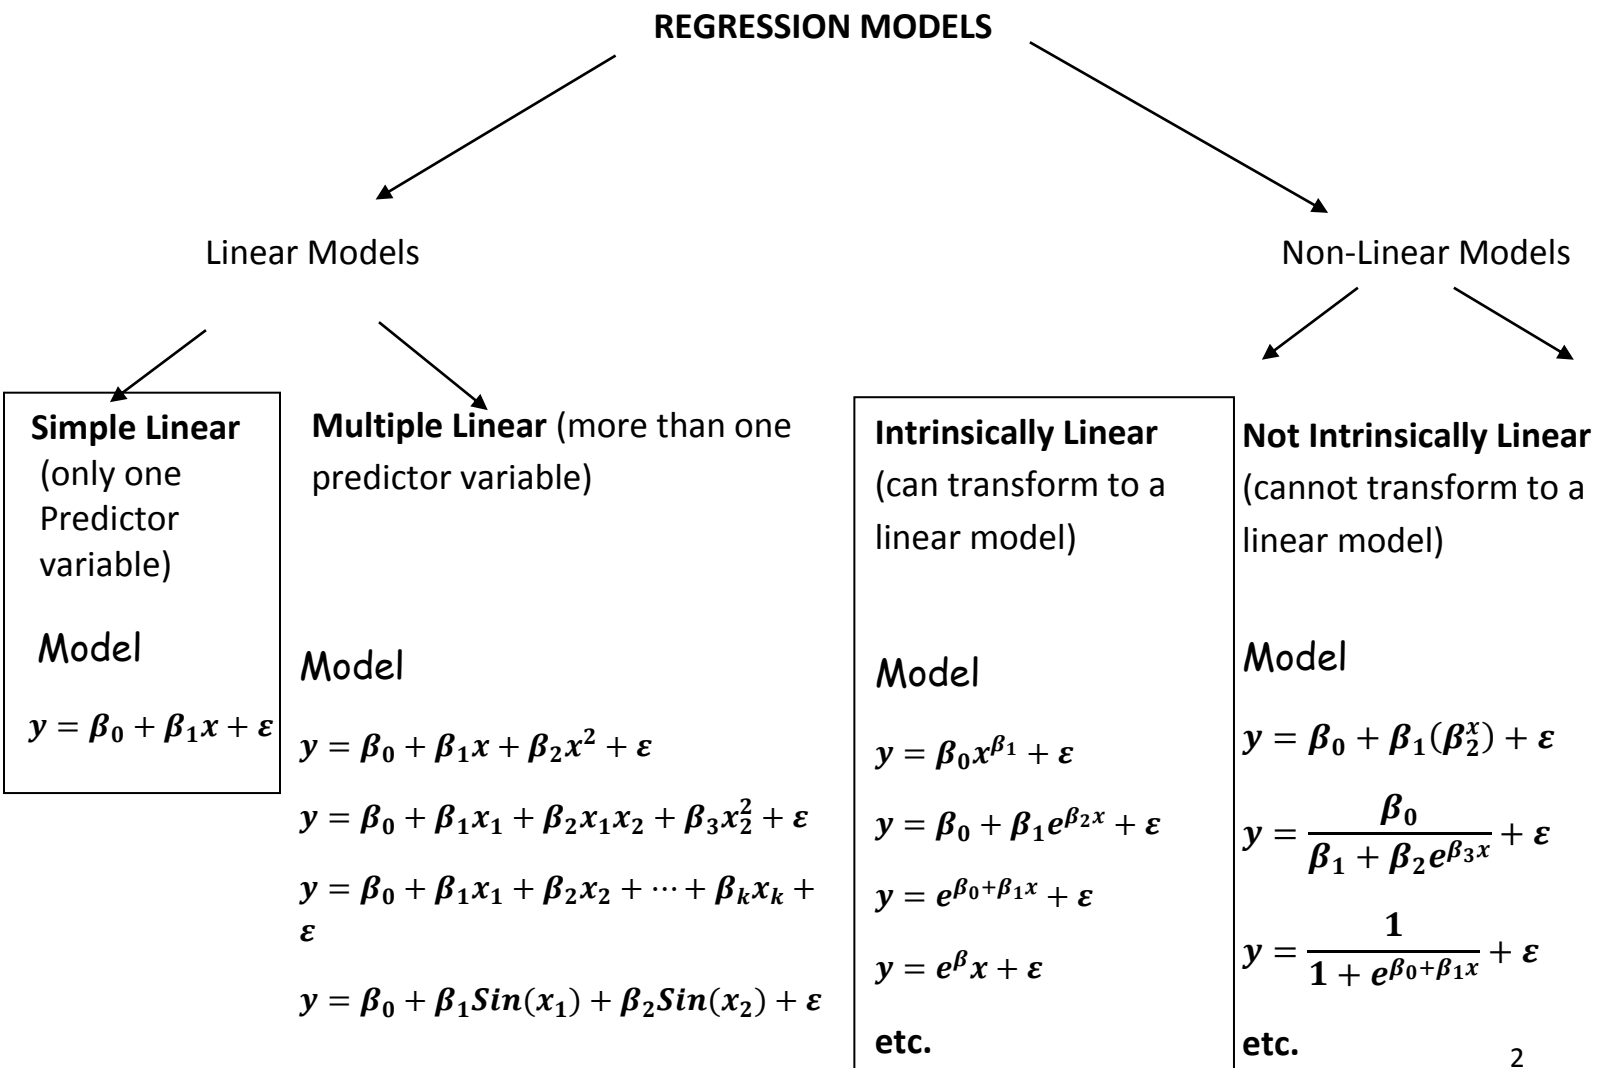 REGRESSION MODELS
Linear Models
Non-Linear Models
Simple Linear
(only one
Predictor
variable)
Model
y = β₀ + β₁x + ε
Multiple Linear (more than one
predictor variable)
Model
y = β₀ + β₁x + β₂x² + ε
y = β₀ + β₁x₁ + β₂x₁x₂ + β₃x₂² + ε
y = β₀ + β₁x₁ + β₂x₂ + ⋯ + βₖxₖ +
ε
y = β₀ + β₁Sin(x₁) + β₂Sin(x₂) + ε
Intrinsically Linear
(can transform to a
linear model)
Model
y = β₀x^{β₁} + ε
y = β₀ + β₁e^{β₂x} + ε
y = e^{β₀+β₁x} + ε
y = e^{β}x + ε
etc.
Not Intrinsically Linear
(cannot transform to a
linear model)
Model
y = β₀ + β₁(β₂^x) + ε
y = β₀ / (β₁ + β₂e^{β₃x}) + ε
y = 1 / (1 + e^{β₀+β₁x}) + ε
etc.
2